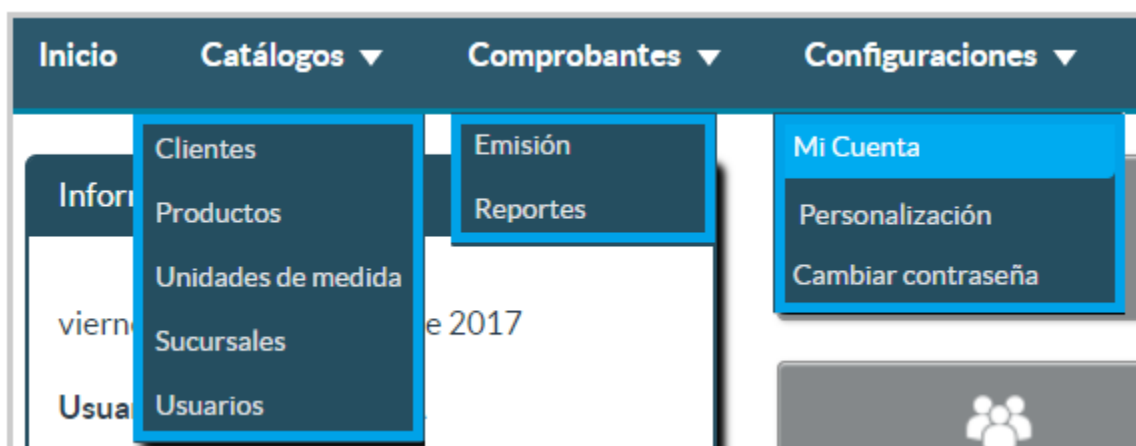 Inicio Catálogos ▼ Comprobantes ▼ Configuraciones ▼
Clientes
Productos
Unidades de medida
Sucursales
Usuarios
Emisión
Reportes
Mi Cuenta
Personalización
Cambiar contraseña
2017